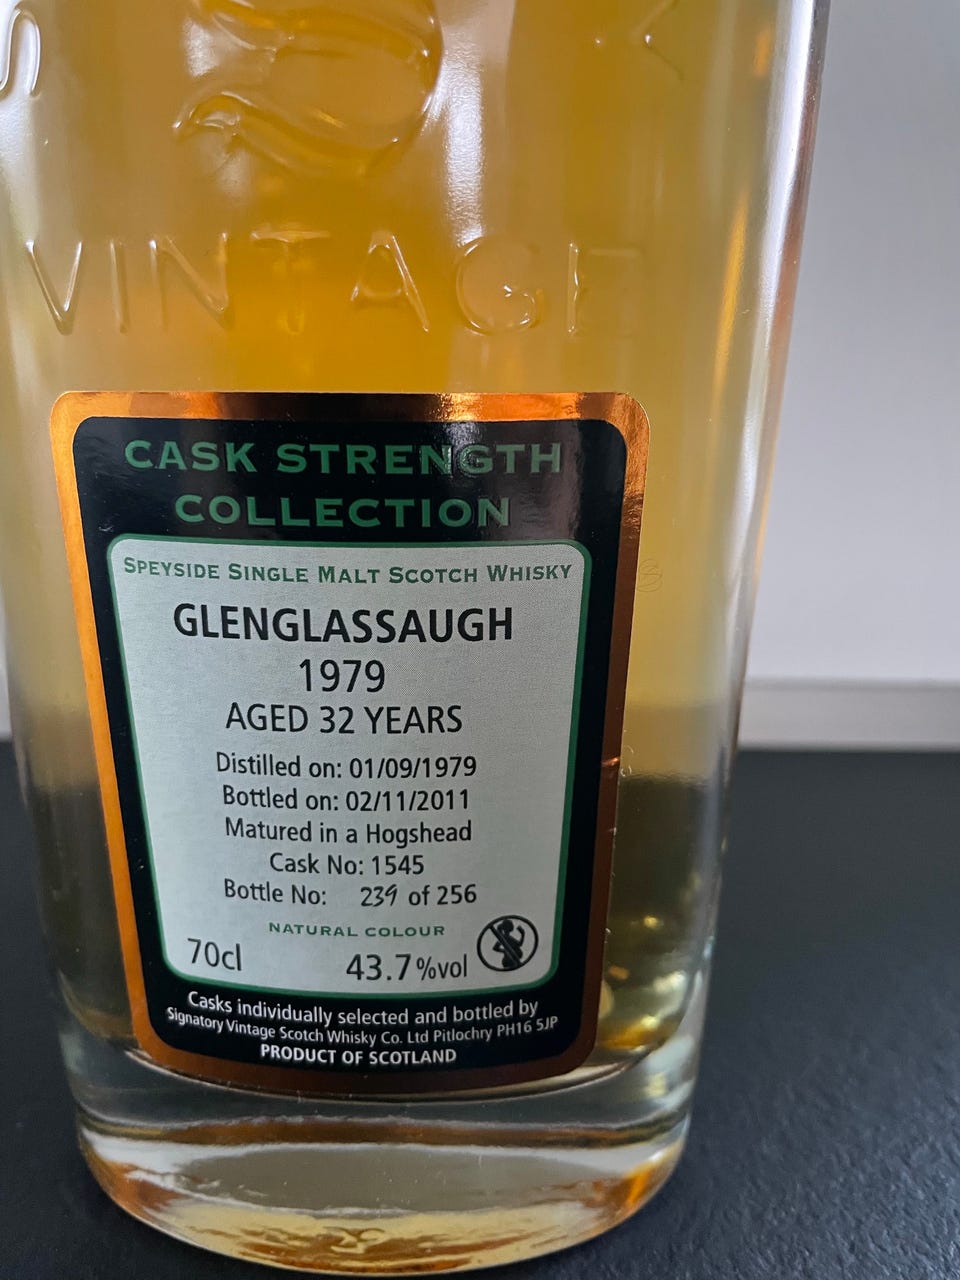 VINTAGE
CASK STRENGTH
COLLECTION
SPEYSIDE SINGLE MALT SCOTCH WHISKY
GLENGLASSAUGH
1979
AGED 32 YEARS
Distilled on: 01/09/1979
Bottled on: 02/11/2011
Matured in a Hogshead
Cask No: 1545
Bottle No: 239 of 256
NATURAL COLOUR
70cl 43.7%vol
Casks individually selected and bottled by
Signatory Vintage Scotch Whisky Co. Ltd Pitlochry PH16 5JP
PRODUCT OF SCOTLAND